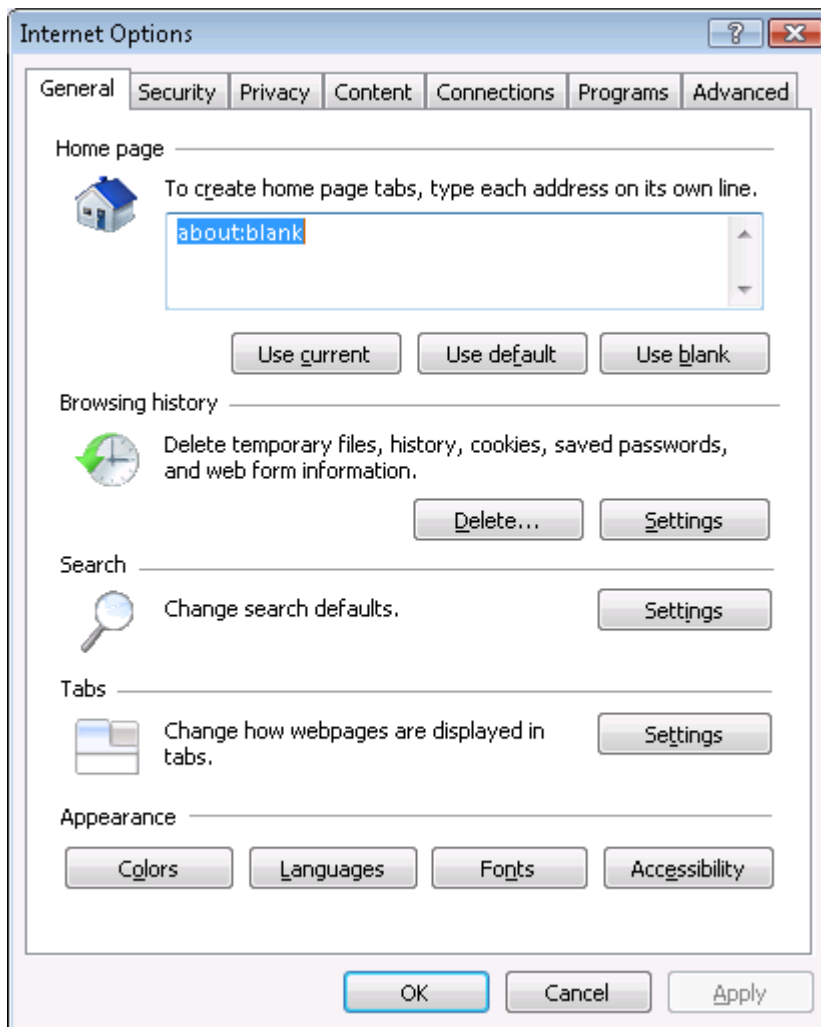 Internet Options
General Security Privacy Content Connections Programs Advanced
Home page
To create home page tabs, type each address on its own line.
about:blank
Use current Use default Use blank
Browsing history
Delete temporary files, history, cookies, saved passwords,
and web form information.
Delete... Settings
Search
Change search defaults. Settings
Tabs
Change how webpages are displayed in
tabs.
Settings
Appearance
Colors Languages Fonts Accessibility
OK Cancel Apply